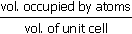 vol. occupied by atoms
vol. of unit cell